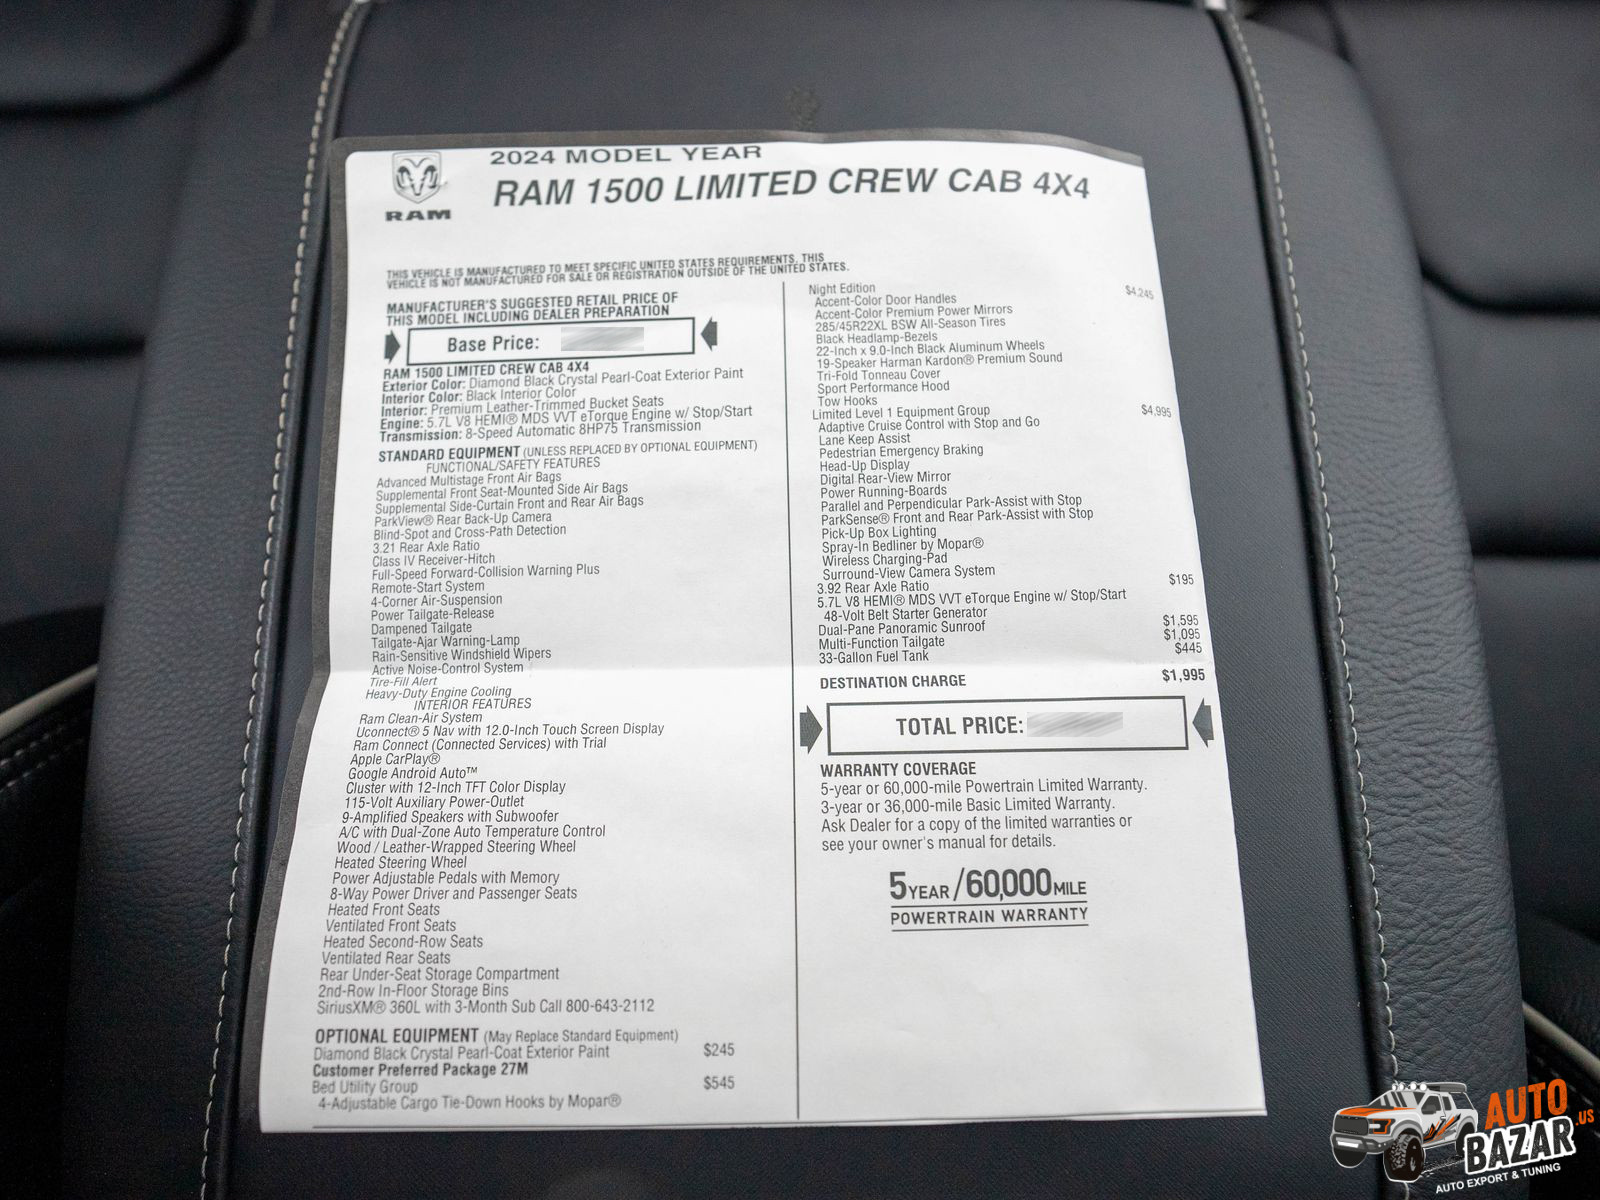 RAM
2024 MODEL YEAR
RAM 1500 LIMITED CREW CAB 4X4
THIS VEHICLE IS MANUFACTURED TO MEET SPECIFIC UNITED STATES REQUIREMENTS. THIS
VEHICLE IS NOT MANUFACTURED FOR SALE OR REGISTRATION OUTSIDE OF THE UNITED STATES.
MANUFACTURER'S SUGGESTED RETAIL PRICE OF
THIS MODEL INCLUDING DEALER PREPARATION
Base Price:
RAM 1500 LIMITED CREW CAB 4X4
Exterior Color: Diamond Black Crystal Pearl-Coat Exterior Paint
Interior Color: Black Interior Color
Interior: Premium Leather-Trimmed Bucket Seats
Engine: 5.7L V8 HEMI® MDS VVT eTorque Engine w/ Stop/Start
Transmission: 8-Speed Automatic 8HP75 Transmission
STANDARD EQUIPMENT (UNLESS REPLACED BY OPTIONAL EQUIPMENT)
FUNCTIONAL/SAFETY FEATURES
Advanced Multistage Front Air Bags
Supplemental Front Seat-Mounted Side Air Bags
Supplemental Side-Curtain Front and Rear Air Bags
ParkView® Rear Back-Up Camera
Blind-Spot and Cross-Path Detection
3.21 Rear Axle Ratio
Class IV Receiver-Hitch
Full-Speed Forward-Collision Warning Plus
Remote-Start System
4-Corner Air-Suspension
Power Tailgate-Release
Dampened Tailgate
Tailgate-Ajar Warning-Lamp
Rain-Sensitive Windshield Wipers
Active Noise-Control System
Tire-Fill Alert
Heavy-Duty Engine Cooling
INTERIOR FEATURES
Ram Clean-Air System
Uconnect® 5 Nav with 12.0-Inch Touch Screen Display
Ram Connect (Connected Services) with Trial
Apple CarPlay®
Google Android Auto™
Cluster with 12-Inch TFT Color Display
115-Volt Auxiliary Power-Outlet
9-Amplified Speakers with Subwoofer
A/C with Dual-Zone Auto Temperature Control
Wood / Leather-Wrapped Steering Wheel
Heated Steering Wheel
Power Adjustable Pedals with Memory
8-Way Power Driver and Passenger Seats
Heated Front Seats
Ventilated Front Seats
Heated Second-Row Seats
Ventilated Rear Seats
Rear Under-Seat Storage Compartment
2nd-Row In-Floor Storage Bins
SiriusXM® 360L with 3-Month Sub Call 800-643-2112
OPTIONAL EQUIPMENT (May Replace Standard Equipment)
Diamond Black Crystal Pearl-Coat Exterior Paint $245
Customer Preferred Package 27M
Bed Utility Group $545
4-Adjustable Cargo Tie-Down Hooks by Mopar®
Night Edition $4,245
Accent-Color Door Handles
Accent-Color Premium Power Mirrors
285/45R22XL BSW All-Season Tires
Black Headlamp-Bezels
22-Inch x 9.0-Inch Black Aluminum Wheels
19-Speaker Harman Kardon® Premium Sound
Tri-Fold Tonneau Cover
Sport Performance Hood
Tow Hooks
Limited Level 1 Equipment Group $4,995
Adaptive Cruise Control with Stop and Go
Lane Keep Assist
Pedestrian Emergency Braking
Head-Up Display
Digital Rear-View Mirror
Power Running-Boards
Parallel and Perpendicular Park-Assist with Stop
ParkSense® Front and Rear Park-Assist with Stop
Pick-Up Box Lighting
Spray-In Bedliner by Mopar®
Wireless Charging-Pad
Surround-View Camera System
3.92 Rear Axle Ratio $195
5.7L V8 HEMI® MDS VVT eTorque Engine w/ Stop/Start
48-Volt Belt Starter Generator
Dual-Pane Panoramic Sunroof $1,595
Multi-Function Tailgate $1,095
33-Gallon Fuel Tank $445
DESTINATION CHARGE $1,995
TOTAL PRICE:
WARRANTY COVERAGE
5-year or 60,000-mile Powertrain Limited Warranty.
3-year or 36,000-mile Basic Limited Warranty.
Ask Dealer for a copy of the limited warranties or
see your owner's manual for details.
5 YEAR / 60,000 MILE
POWERTRAIN WARRANTY
AUTO
BAZAR.US
AUTO EXPORT & TUNING